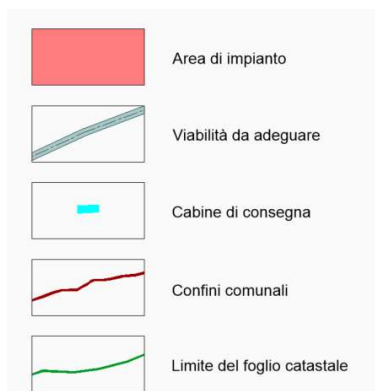 Area di impianto
Viabilità da adeguare
Cabine di consegna
Confini comunali
Limite del foglio catastale